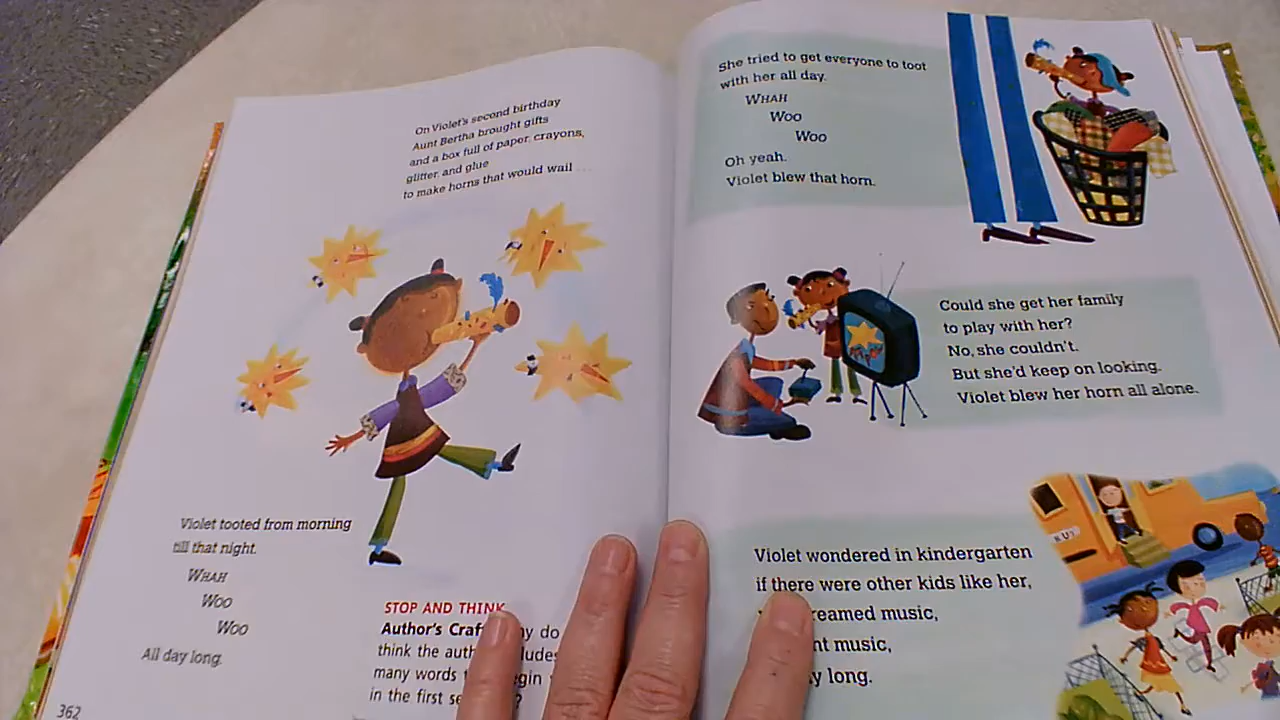 On Violet's second birthday
Aunt Bertha brought gifts
and a box full of paper, crayons,
glitter, and glue
to make horns that would wail ...
Violet tooted from morning
till that night.
WHAH
Woo
Woo
All day long.
STOP AND THINK
Author's Craft do
think the
many words
in the first
362
She tried to get everyone to toot
with her all day.
WHAH
Woo
Woo
Oh yeah.
Violet blew that horn.
Could she get her family
to play with her?
No, she couldn't.
But she'd keep on looking.
Violet blew her horn all alone.
Violet wondered in kindergarten
if there were other kids like her,
music,
music,
long.